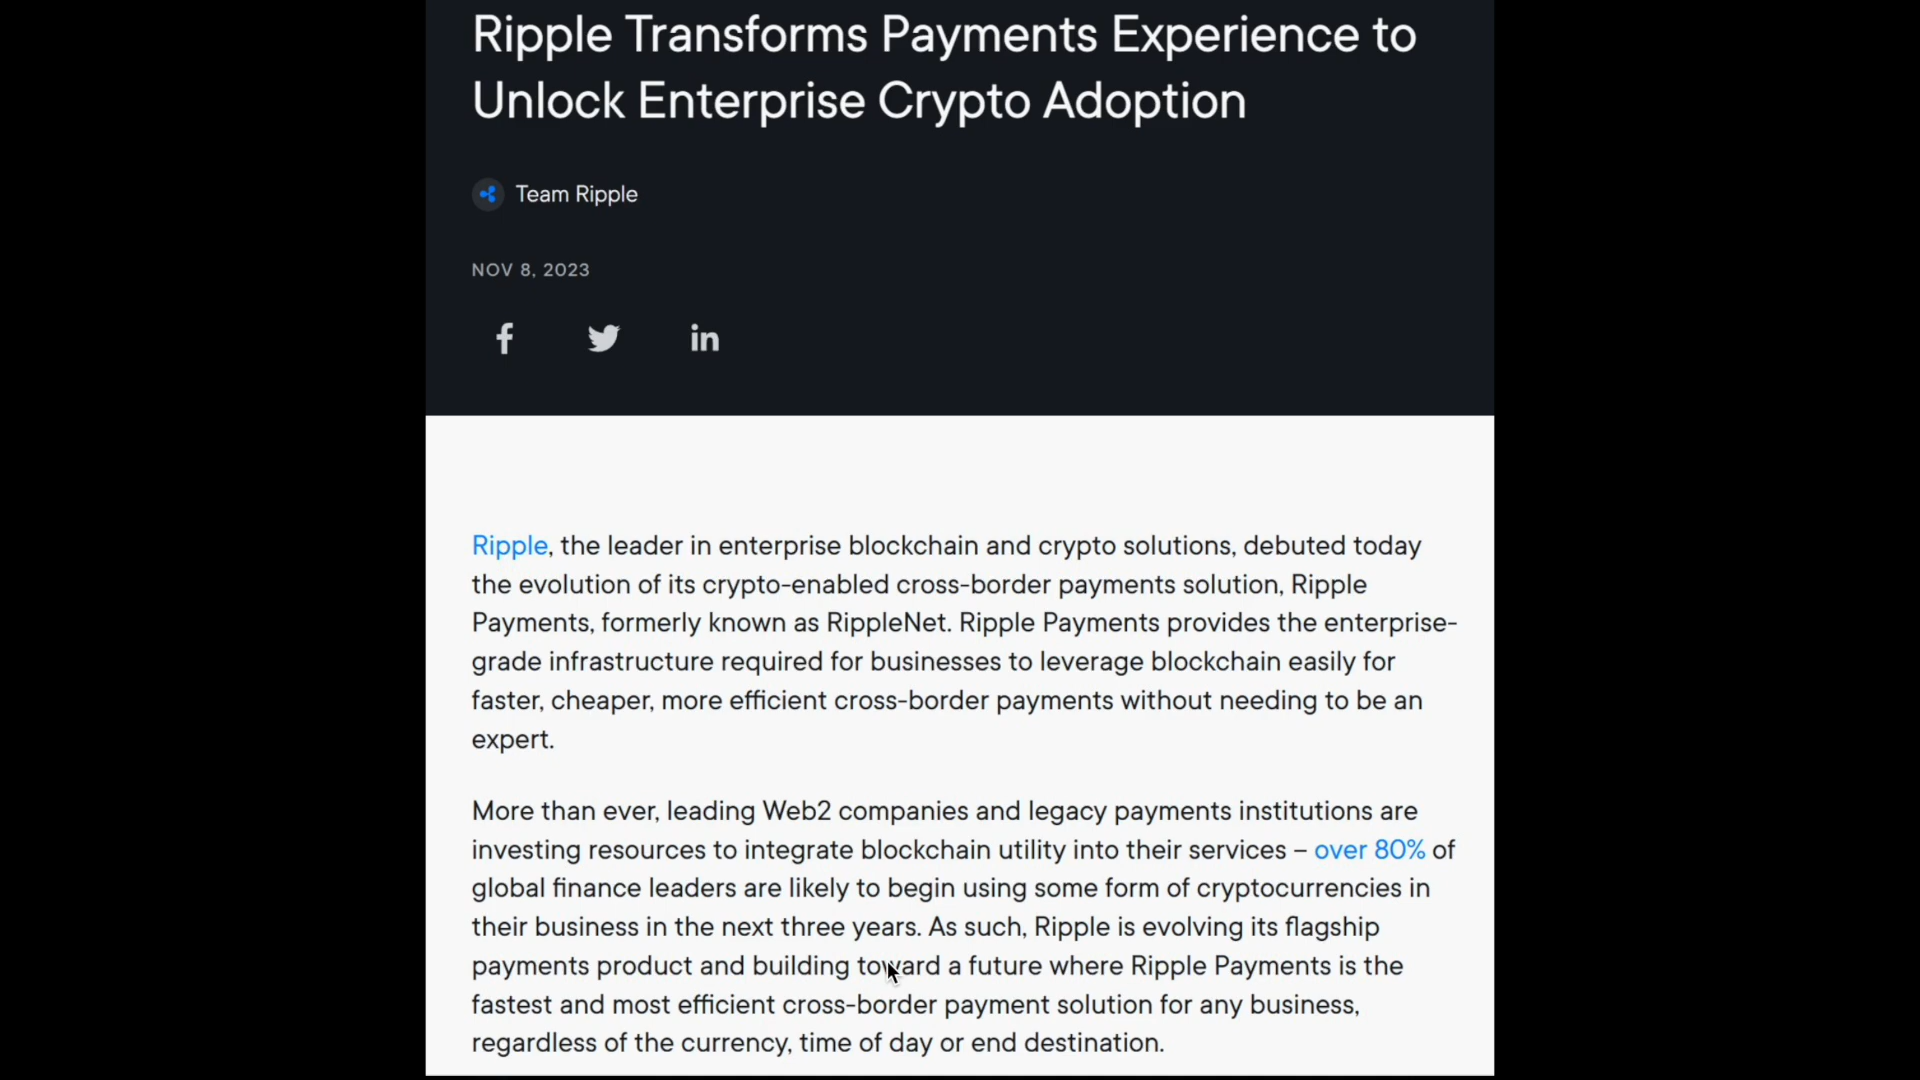 Ripple Transforms Payments Experience to
Unlock Enterprise Crypto Adoption
Team Ripple
NOV 8, 2023
Ripple, the leader in enterprise blockchain and crypto solutions, debuted today
the evolution of its crypto-enabled cross-border payments solution, Ripple
Payments, formerly known as RippleNet. Ripple Payments provides the enterprise-
grade infrastructure required for businesses to leverage blockchain easily for
faster, cheaper, more efficient cross-border payments without needing to be an
expert.
More than ever, leading Web2 companies and legacy payments institutions are
investing resources to integrate blockchain utility into their services – over 80% of
global finance leaders are likely to begin using some form of cryptocurrencies in
their business in the next three years. As such, Ripple is evolving its flagship
payments product and building toward a future where Ripple Payments is the
fastest and most efficient cross-border payment solution for any business,
regardless of the currency, time of day or end destination.